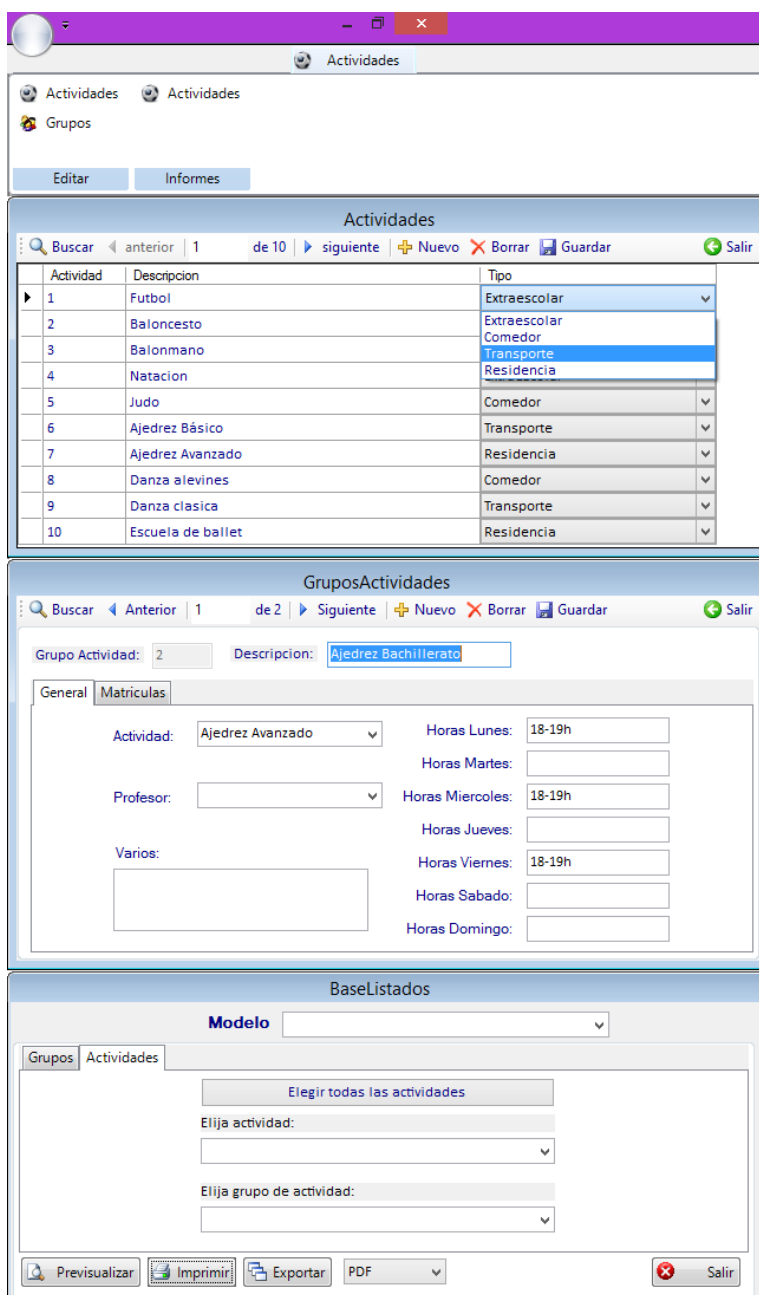 Actividades
Actividades Actividades
Grupos
Editar Informes
Actividades
Buscar anterior 1 de 10 siguiente Nuevo Borrar Guardar Salir
Actividad Descripcion Tipo
1 Futbol Extraescolar
2 Baloncesto Extraescolar
Comedor
3 Balonmano Transporte
4 Natacion Residencia
5 Judo Comedor
6 Ajedrez Básico Transporte
7 Ajedrez Avanzado Residencia
8 Danza alevines Comedor
9 Danza clasica Transporte
10 Escuela de ballet Residencia
GruposActividades
Buscar Anterior 1 de 2 Siguiente Nuevo Borrar Guardar Salir
Grupo Actividad: 2 Descripcion: Ajedrez Bachillerato
General Matriculas
Actividad: Ajedrez Avanzado Horas Lunes: 18-19h
Horas Martes:
Profesor: Horas Miercoles: 18-19h
Horas Jueves:
Varios: Horas Viernes: 18-19h
Horas Sabado:
Horas Domingo:
BaseListados
Modelo
Grupos Actividades
Elegir todas las actividades
Elija actividad:
Elija grupo de actividad:
Previsualizar Imprimir Exportar PDF Salir